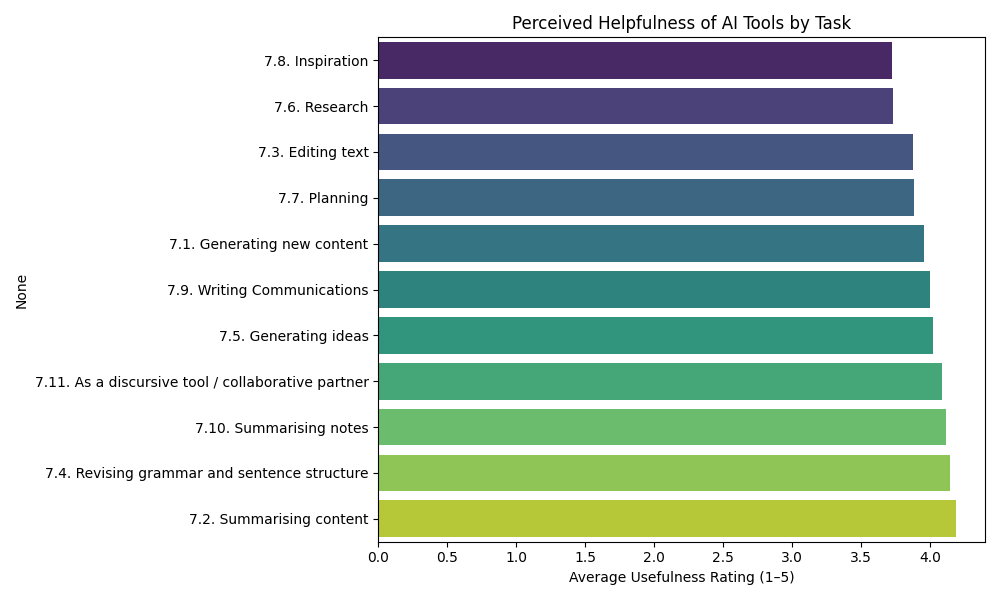 Perceived Helpfulness of AI Tools by Task
7.8. Inspiration
7.6. Research
7.3. Editing text
7.7. Planning
7.1. Generating new content
7.9. Writing Communications
7.5. Generating ideas
7.11. As a discursive tool / collaborative partner
7.10. Summarising notes
7.4. Revising grammar and sentence structure
7.2. Summarising content
None
0.0 0.5 1.0 1.5 2.0 2.5 3.0 3.5 4.0
Average Usefulness Rating (1–5)